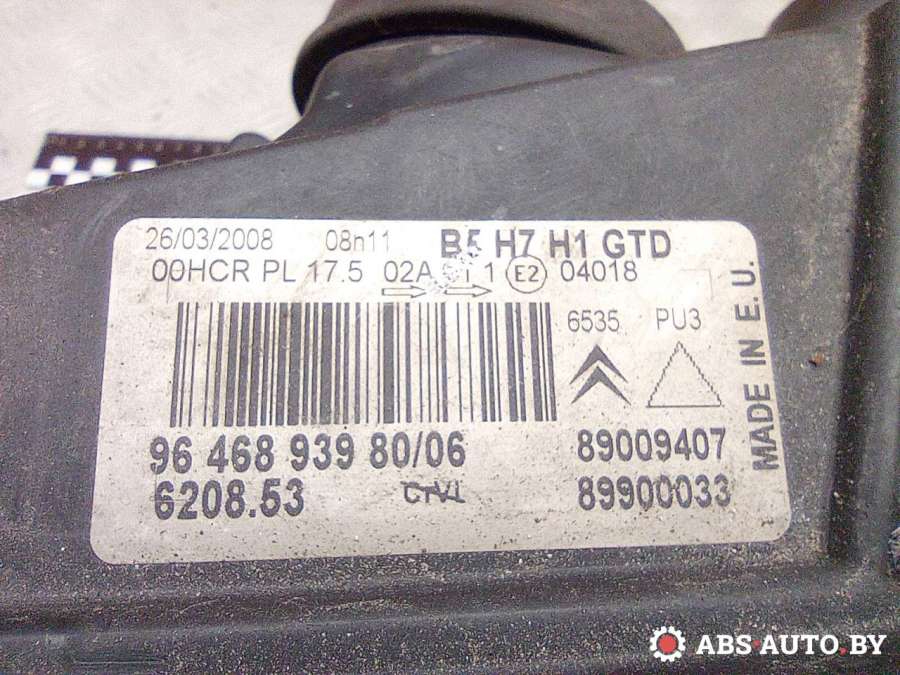 26/03/2008 08h11 B5 H7 H1 GTD
00HCR PL 17.5 02A 1 E2 04018
6535 PU3
96 468 939 80/06 89009407
6208.53 89900033
MADE IN E.U.
ABS-AUTO.BY